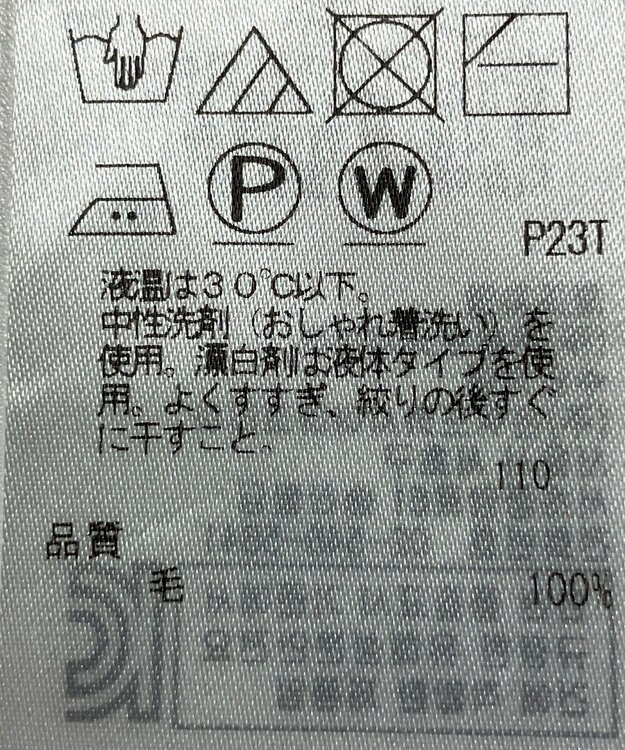 P
W
P23T
液温は30℃以下。
中性洗剤（おしゃれ着洗い）を
使用。漂白剤は液体タイプを使
用。よくすすぎ、絞りの後すぐ
に干すこと。
110
品質
毛 100%